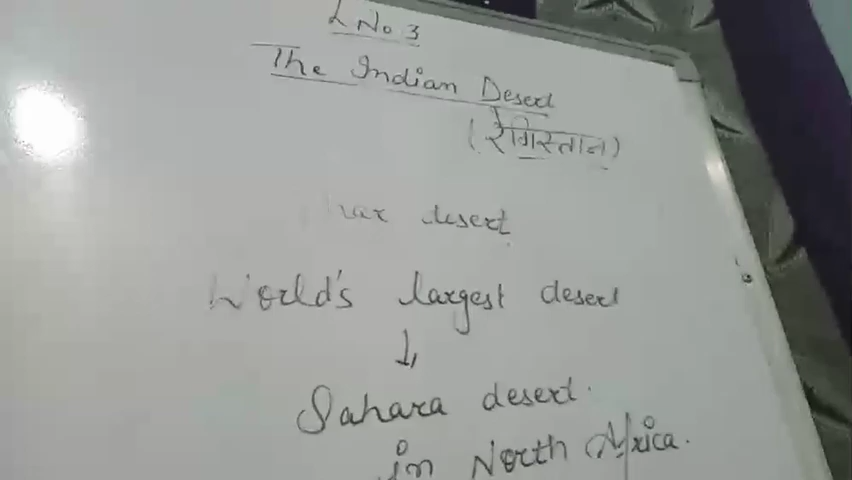 L No 3
The Indian Desert
(रेगिस्तान)
desert
World's largest desert
↓
Sahara desert.
in North Africa.